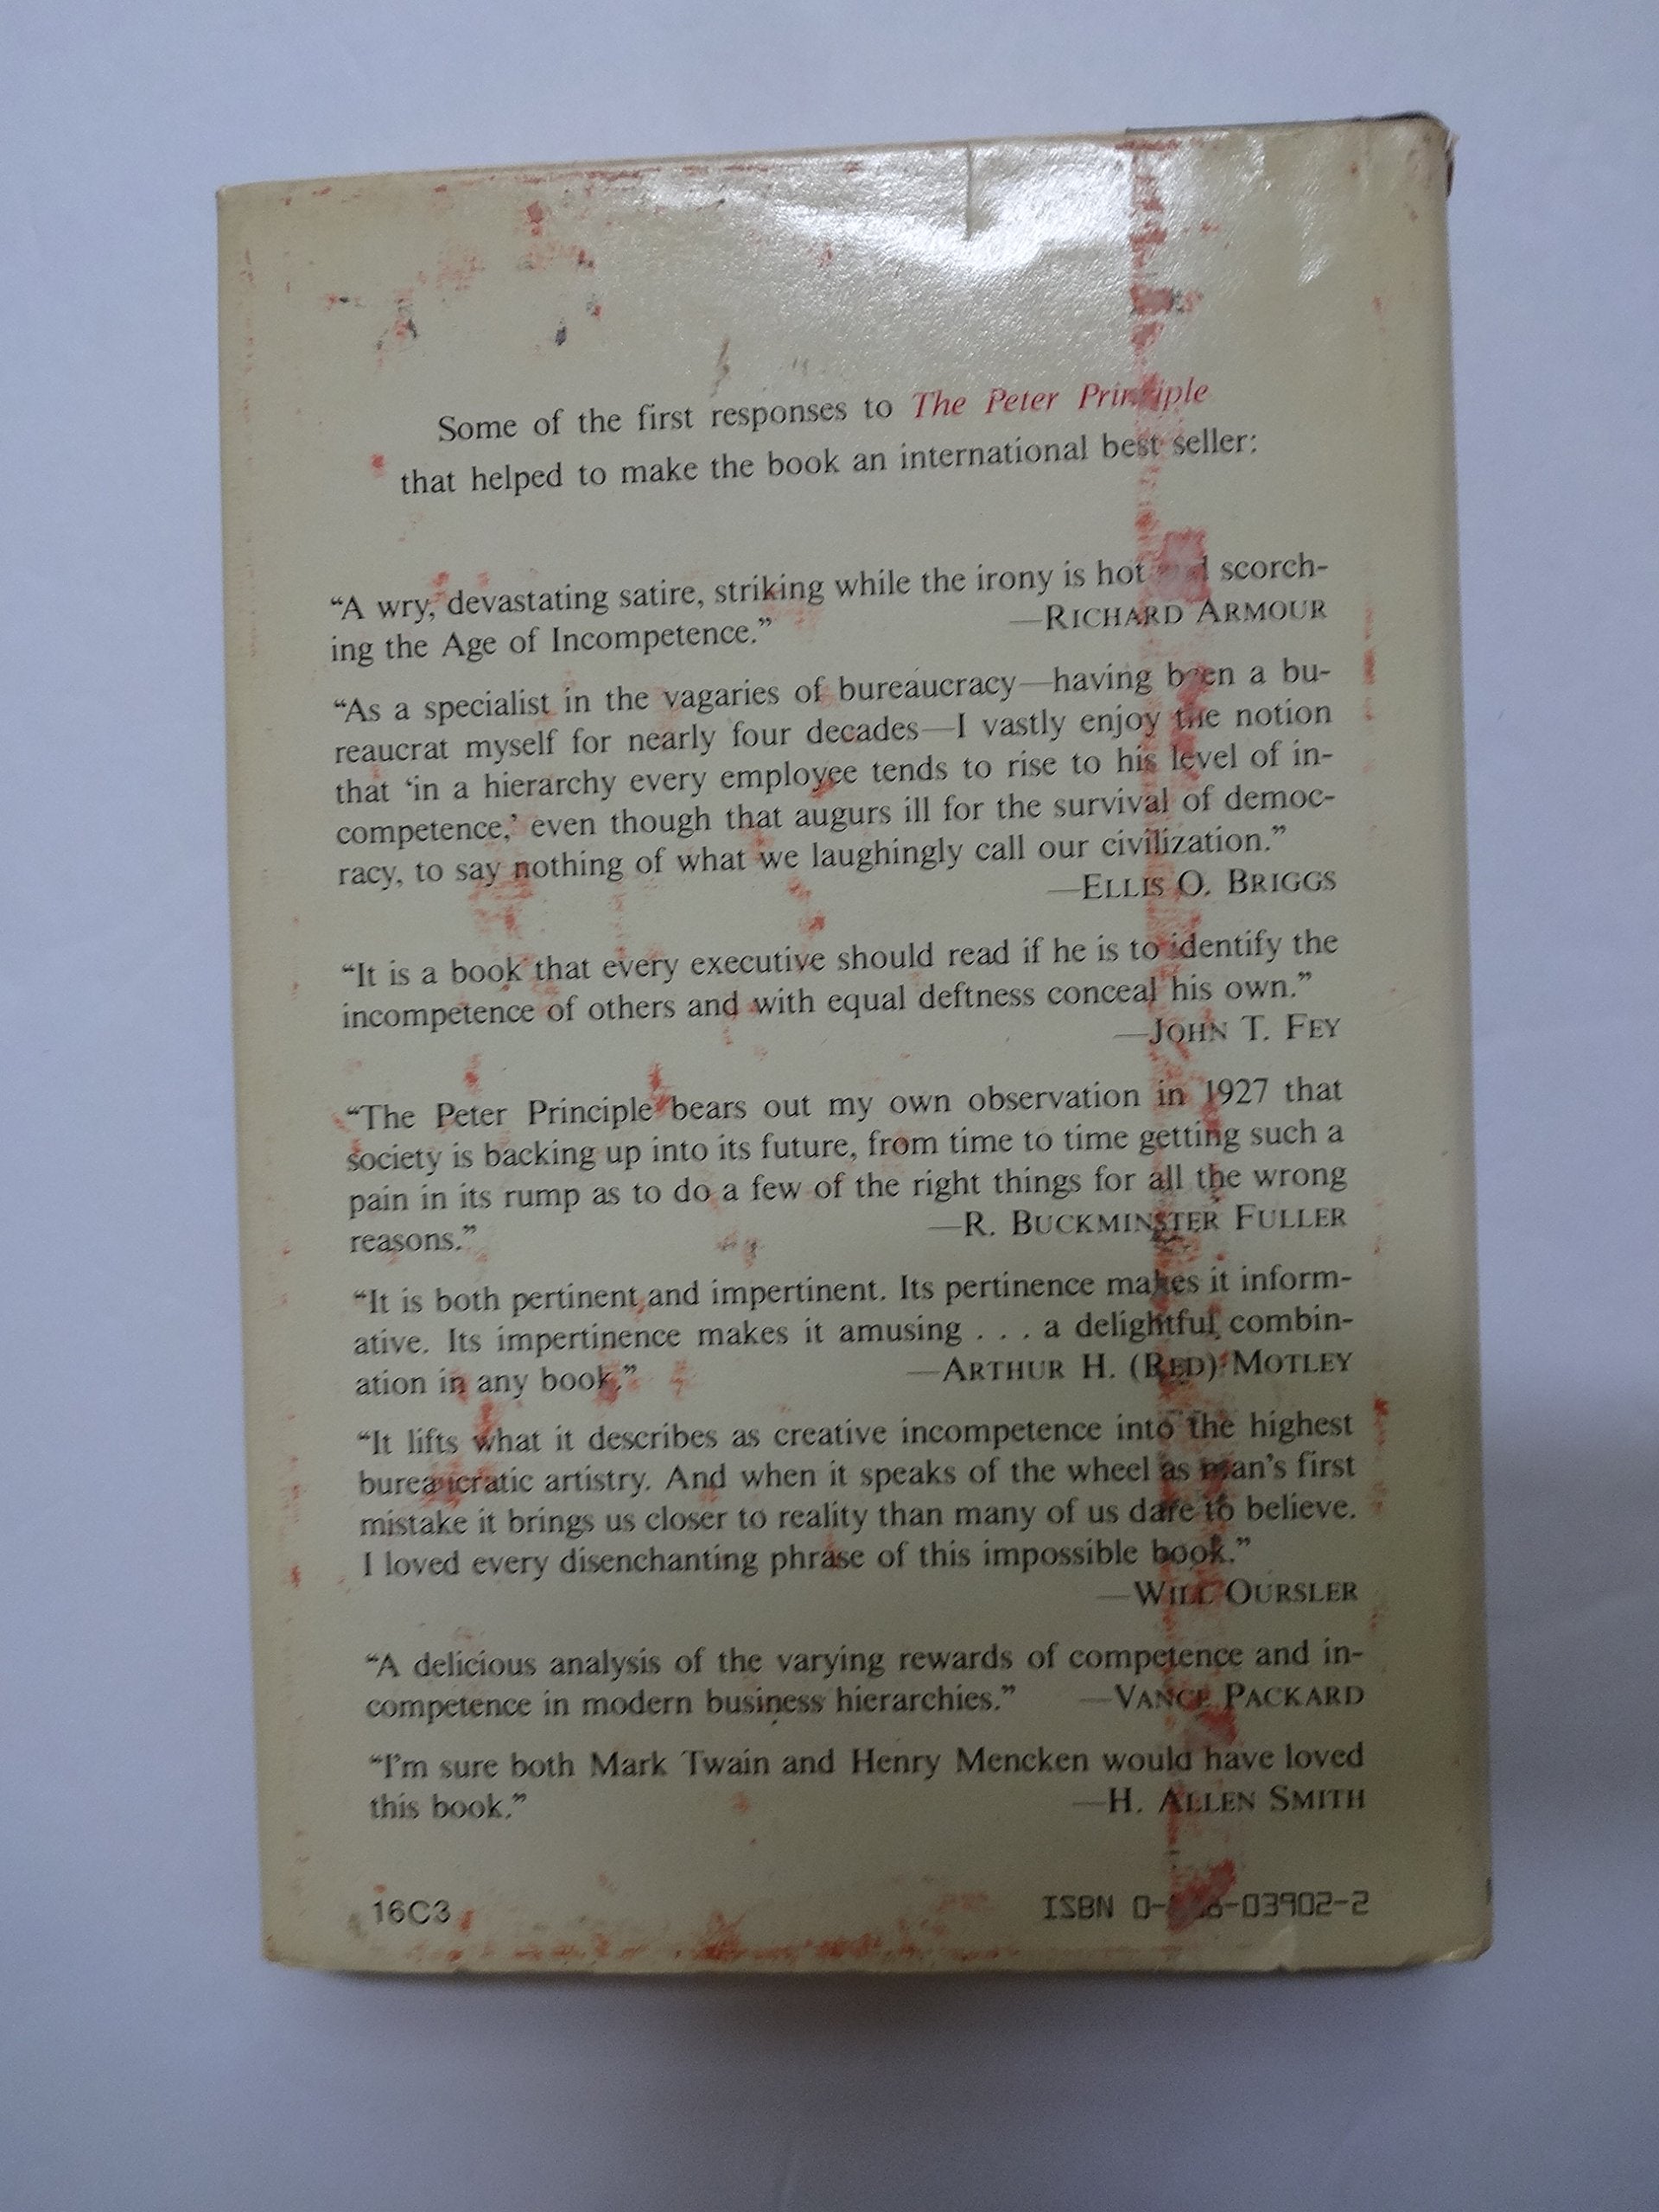 Some of the first responses to The Peter Principle
that helped to make the book an international best seller:
“A wry, devastating satire, striking while the irony is hot and scorch-
ing the Age of Incompetence.” —RICHARD ARMOUR
“As a specialist in the vagaries of bureaucracy—having been a bu-
reaucrat myself for nearly four decades—I vastly enjoy the notion
that ‘in a hierarchy every employee tends to rise to his level of in-
competence,’ even though that augurs ill for the survival of democ-
racy, to say nothing of what we laughingly call our civilization.”
—ELLIS O. BRIGGS
“It is a book that every executive should read if he is to identify the
incompetence of others and with equal deftness conceal his own.”
—JOHN T. FEY
“The Peter Principle bears out my own observation in 1927 that
society is backing up into its future, from time to time getting such a
pain in its rump as to do a few of the right things for all the wrong
reasons.” —R. BUCKMINSTER FULLER
“It is both pertinent and impertinent. Its pertinence makes it inform-
ative. Its impertinence makes it amusing . . . a delightful combin-
ation in any book.” —ARTHUR H. (RED) MOTLEY
“It lifts what it describes as creative incompetence into the highest
bureaucratic artistry. And when it speaks of the wheel as man’s first
mistake it brings us closer to reality than many of us dare to believe.
I loved every disenchanting phrase of this impossible book.”
—WILL OURSLER
“A delicious analysis of the varying rewards of competence and in-
competence in modern business hierarchies.” —VANCE PACKARD
“I’m sure both Mark Twain and Henry Mencken would have loved
this book.” —H. ALLEN SMITH
16C3 ISBN